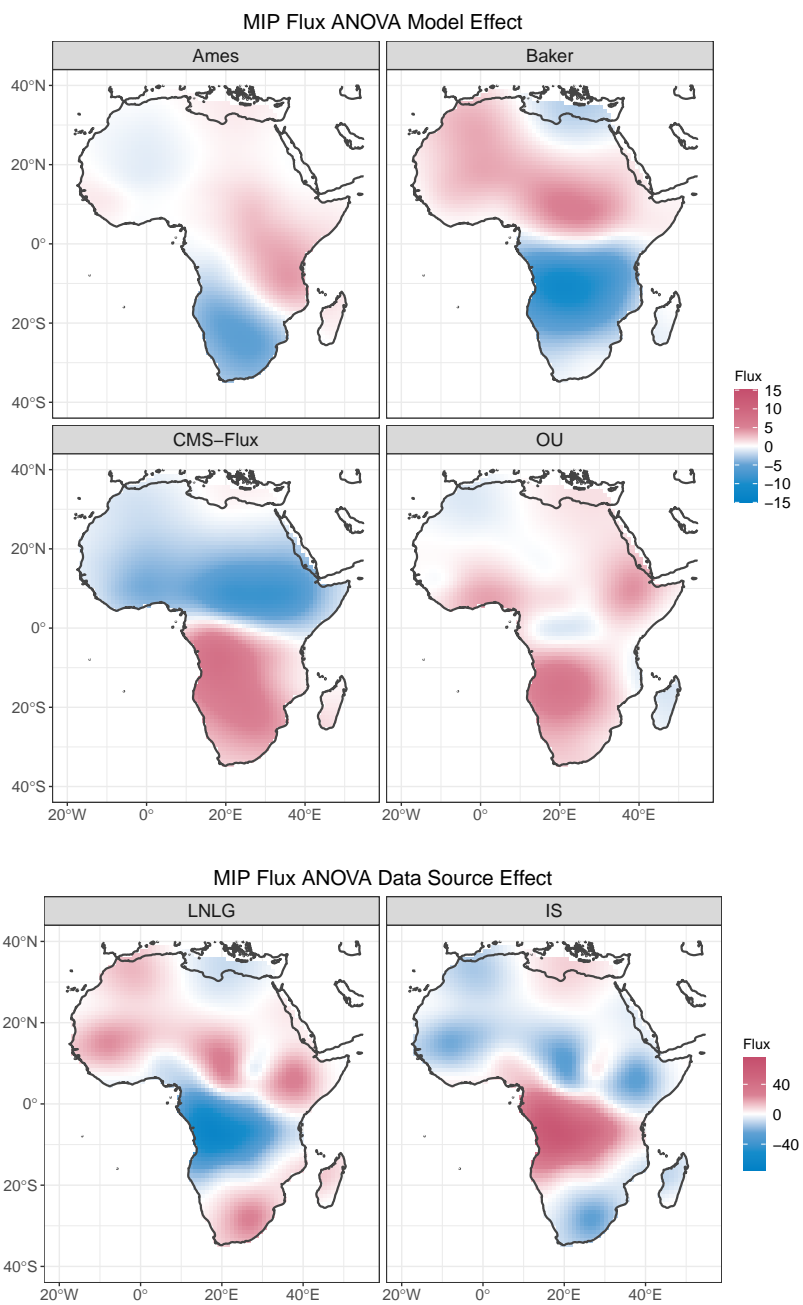 MIP Flux ANOVA Model Effect
Ames Baker
40°N
20°N
0°
20°S
40°S
Flux
15
10
5
0
−5
−10
−15
CMS−Flux OU
40°N
20°N
0°
20°S
40°S
20°W 0° 20°E 40°E 20°W 0° 20°E 40°E
MIP Flux ANOVA Data Source Effect
LNLG IS
40°N
20°N
0°
20°S
40°S
Flux
40
0
−40
20°W 0° 20°E 40°E 20°W 0° 20°E 40°E